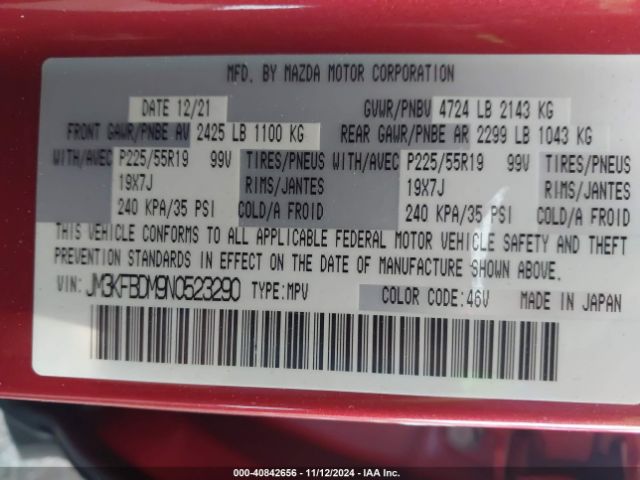 MFD. BY MAZDA MOTOR CORPORATION
DATE 12/21 GVWR/PNBV 4724 LB 2143 KG
FRONT GAWR/PNBE AV 2425 LB 1100 KG REAR GAWR/PNBE AR 2299 LB 1043 KG
WITH/AVEC P225/55R19 99V TIRES/PNEUS WITH/AVEC P225/55R19 99V TIRES/PNEUS
19X7J RIMS/JANTES 19X7J RIMS/JANTES
240 KPA/35 PSI COLD/A FROID 240 KPA/35 PSI COLD/A FROID
THIS VEHICLE CONFORMS TO ALL APPLICABLE FEDERAL MOTOR VEHICLE SAFETY AND THEFT
PREVENTION STANDARDS IN EFFECT ON THE DATE OF MANUFACTURE SHOWN ABOVE.
VIN: JM3KFBDM9N0523290 TYPE:MPV COLOR CODE:46V MADE IN JAPAN
000-40842656 - 11/12/2024 - IAA Inc.